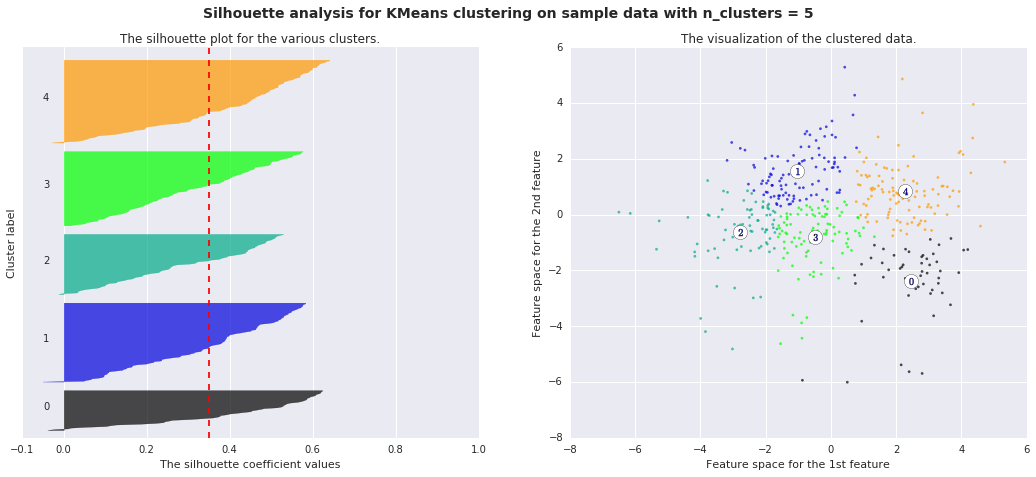 Silhouette analysis for KMeans clustering on sample data with n_clusters = 5
The silhouette plot for the various clusters.
Cluster label
4
3
2
1
0
−0.1 0.0 0.2 0.4 0.6 0.8 1.0
The silhouette coefficient values
The visualization of the clustered data.
Feature space for the 2nd feature
6
4
2
0
−2
−4
−6
−8
1
4
2
3
0
−8 −6 −4 −2 0 2 4 6
Feature space for the 1st feature